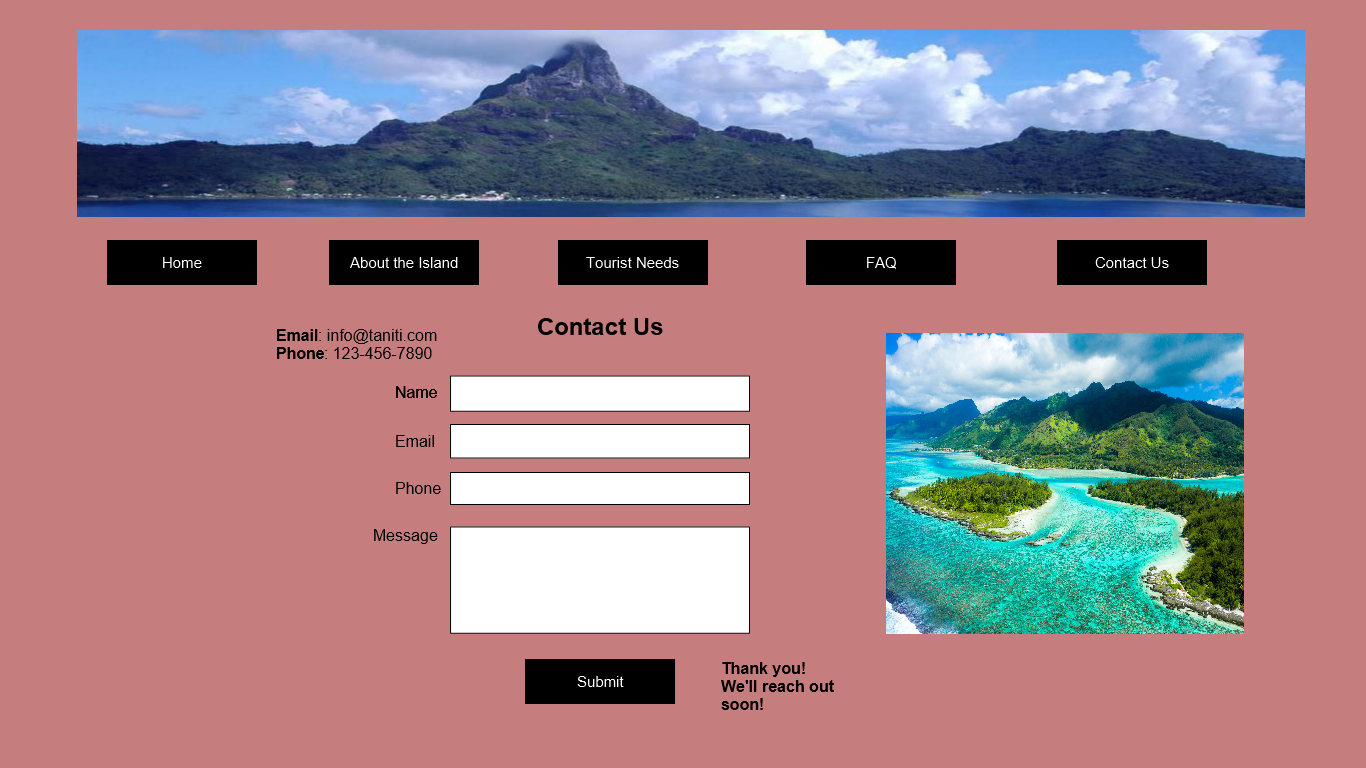 Home
About the Island
Tourist Needs
FAQ
Contact Us
Contact Us
Email: info@taniti.com
Phone: 123-456-7890
Name
Email
Phone
Message
Submit
Thank you!
We'll reach out
soon!